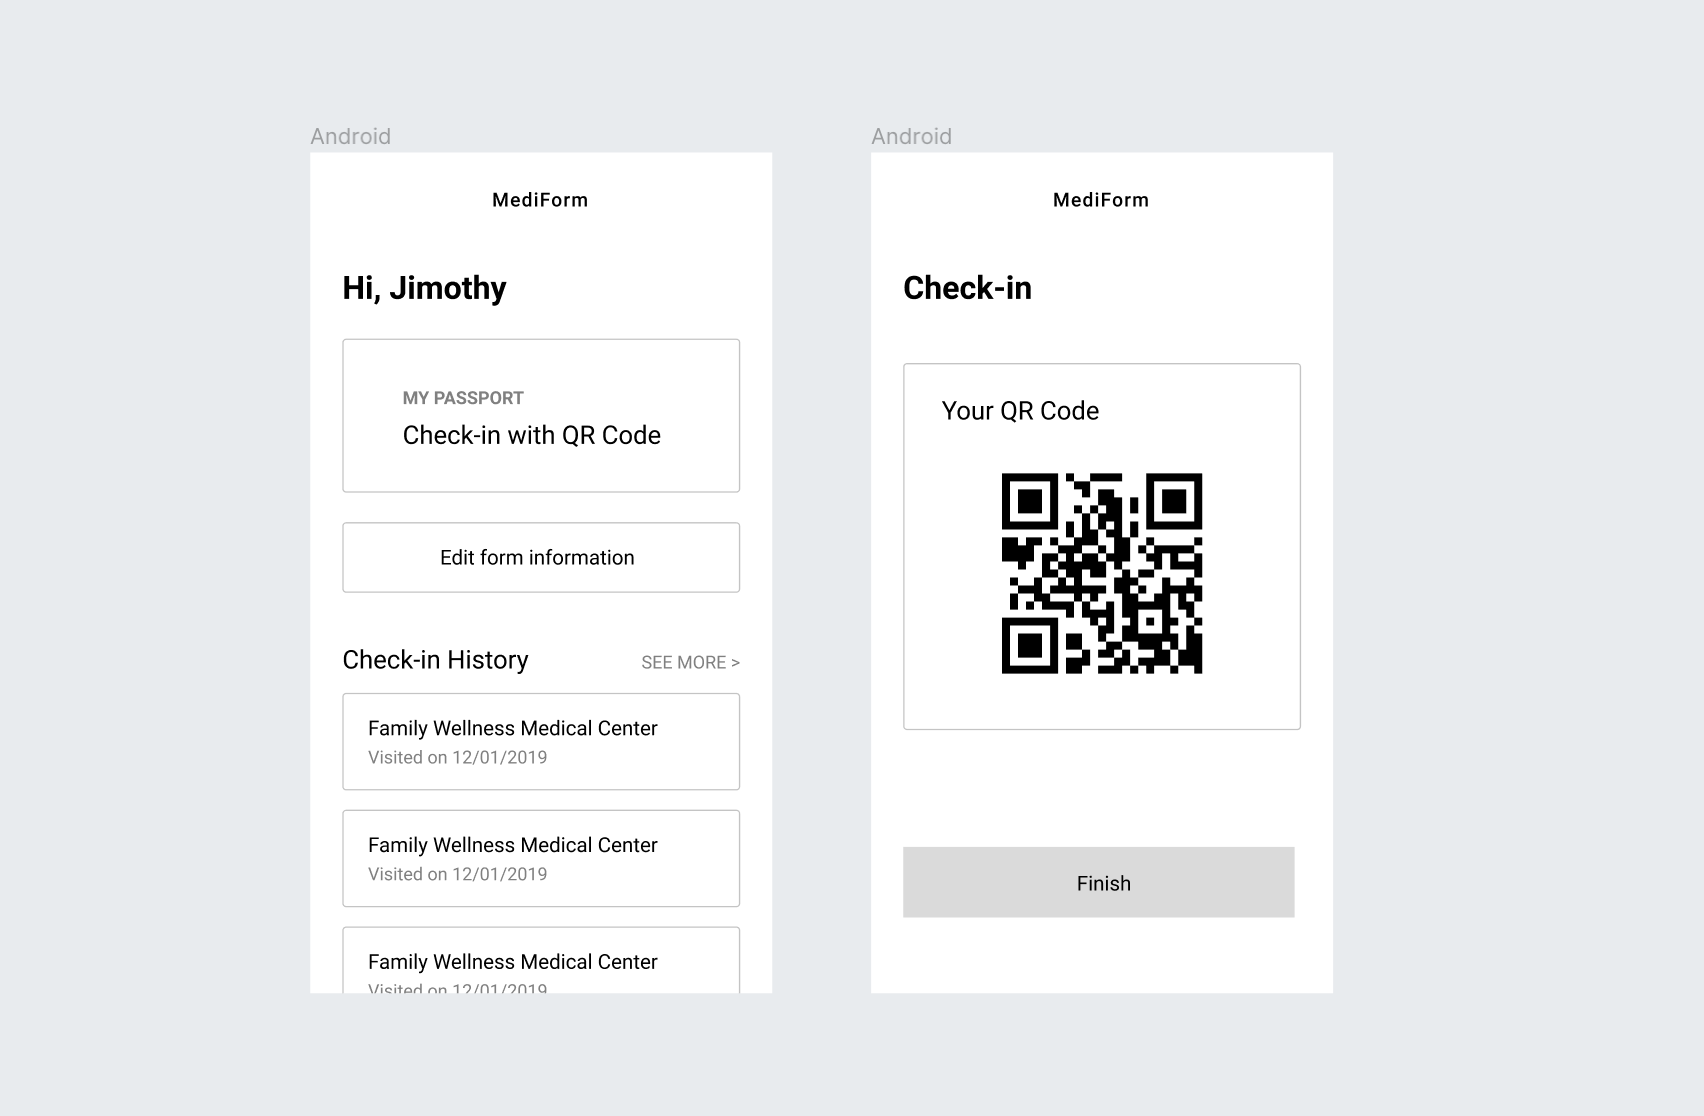 Android
MediForm
Hi, Jimothy
MY PASSPORT
Check-in with QR Code
Edit form information
Check-in History
SEE MORE >
Family Wellness Medical Center
Visited on 12/01/2019
Family Wellness Medical Center
Visited on 12/01/2019
Family Wellness Medical Center
Visited on 12/01/2019
Android
MediForm
Check-in
Your QR Code
Finish